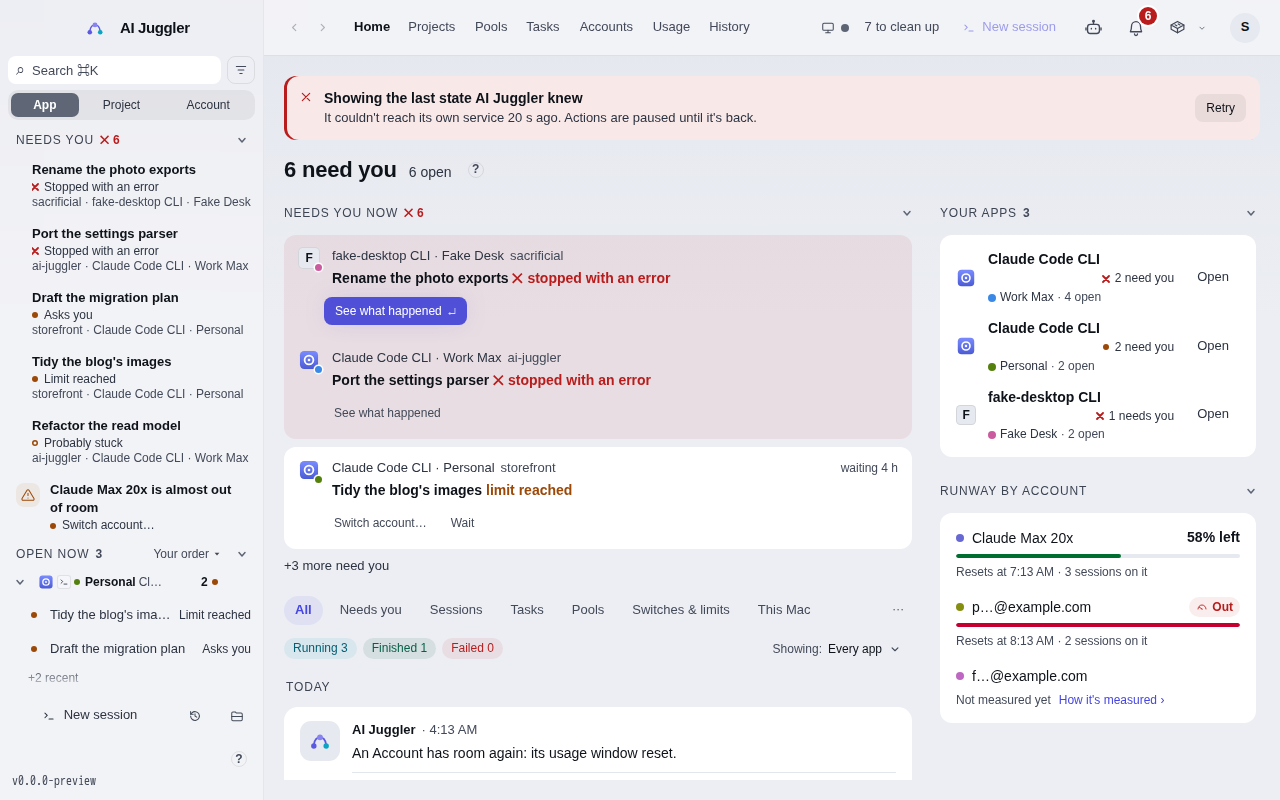 AI Juggler
Search ⌘K
App Project Account
NEEDS YOU 6
Rename the photo exports
Stopped with an error
sacrificial · fake-desktop CLI · Fake Desk
Port the settings parser
Stopped with an error
ai-juggler · Claude Code CLI · Work Max
Draft the migration plan
Asks you
storefront · Claude Code CLI · Personal
Tidy the blog's images
Limit reached
storefront · Claude Code CLI · Personal
Refactor the read model
Probably stuck
ai-juggler · Claude Code CLI · Work Max
Claude Max 20x is almost out
of room
Switch account…
OPEN NOW 3 Your order
Personal Cl… 2
Tidy the blog's ima… Limit reached
Draft the migration plan Asks you
+2 recent
New session
?
v0.0.0-preview
Home Projects Pools Tasks Accounts Usage History 7 to clean up New session 6 S
Showing the last state AI Juggler knew
It couldn't reach its own service 20 s ago. Actions are paused until it's back.
Retry
6 need you 6 open ?
NEEDS YOU NOW 6
F fake-desktop CLI · Fake Desk sacrificial
Rename the photo exports stopped with an error
See what happened
Claude Code CLI · Work Max ai-juggler
Port the settings parser stopped with an error
See what happened
Claude Code CLI · Personal storefront waiting 4 h
Tidy the blog's images limit reached
Switch account… Wait
+3 more need you
All Needs you Sessions Tasks Pools Switches & limits This Mac ···
Running 3 Finished 1 Failed 0 Showing: Every app
TODAY
AI Juggler · 4:13 AM
An Account has room again: its usage window reset.
YOUR APPS 3
Claude Code CLI
2 need you Open
Work Max · 4 open
Claude Code CLI
2 need you Open
Personal · 2 open
fake-desktop CLI
F 1 needs you Open
Fake Desk · 2 open
RUNWAY BY ACCOUNT
Claude Max 20x 58% left
Resets at 7:13 AM · 3 sessions on it
p…@example.com Out
Resets at 8:13 AM · 2 sessions on it
f…@example.com
Not measured yet How it's measured ›